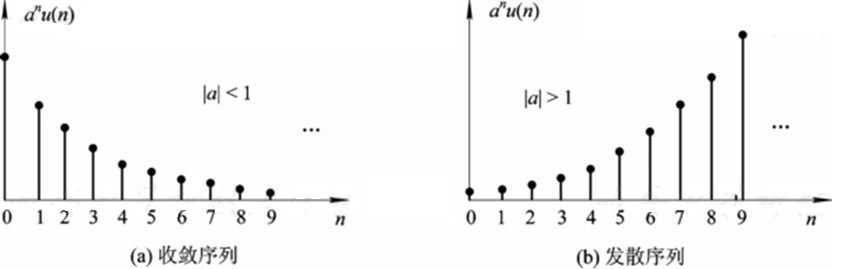 aⁿu(n)
|a| < 1
...
0 1 2 3 4 5 6 7 8 9 n
(a) 收敛序列
aⁿu(n)
|a| > 1
...
0 1 2 3 4 5 6 7 8 9 n
(b) 发散序列